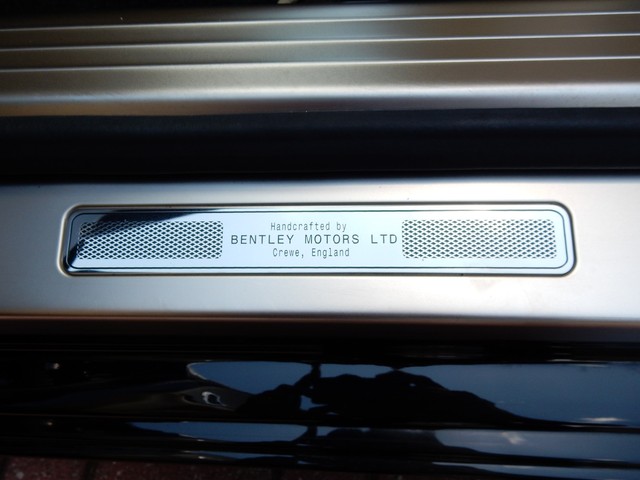 Handcrafted by
BENTLEY MOTORS LTD
Crewe, England